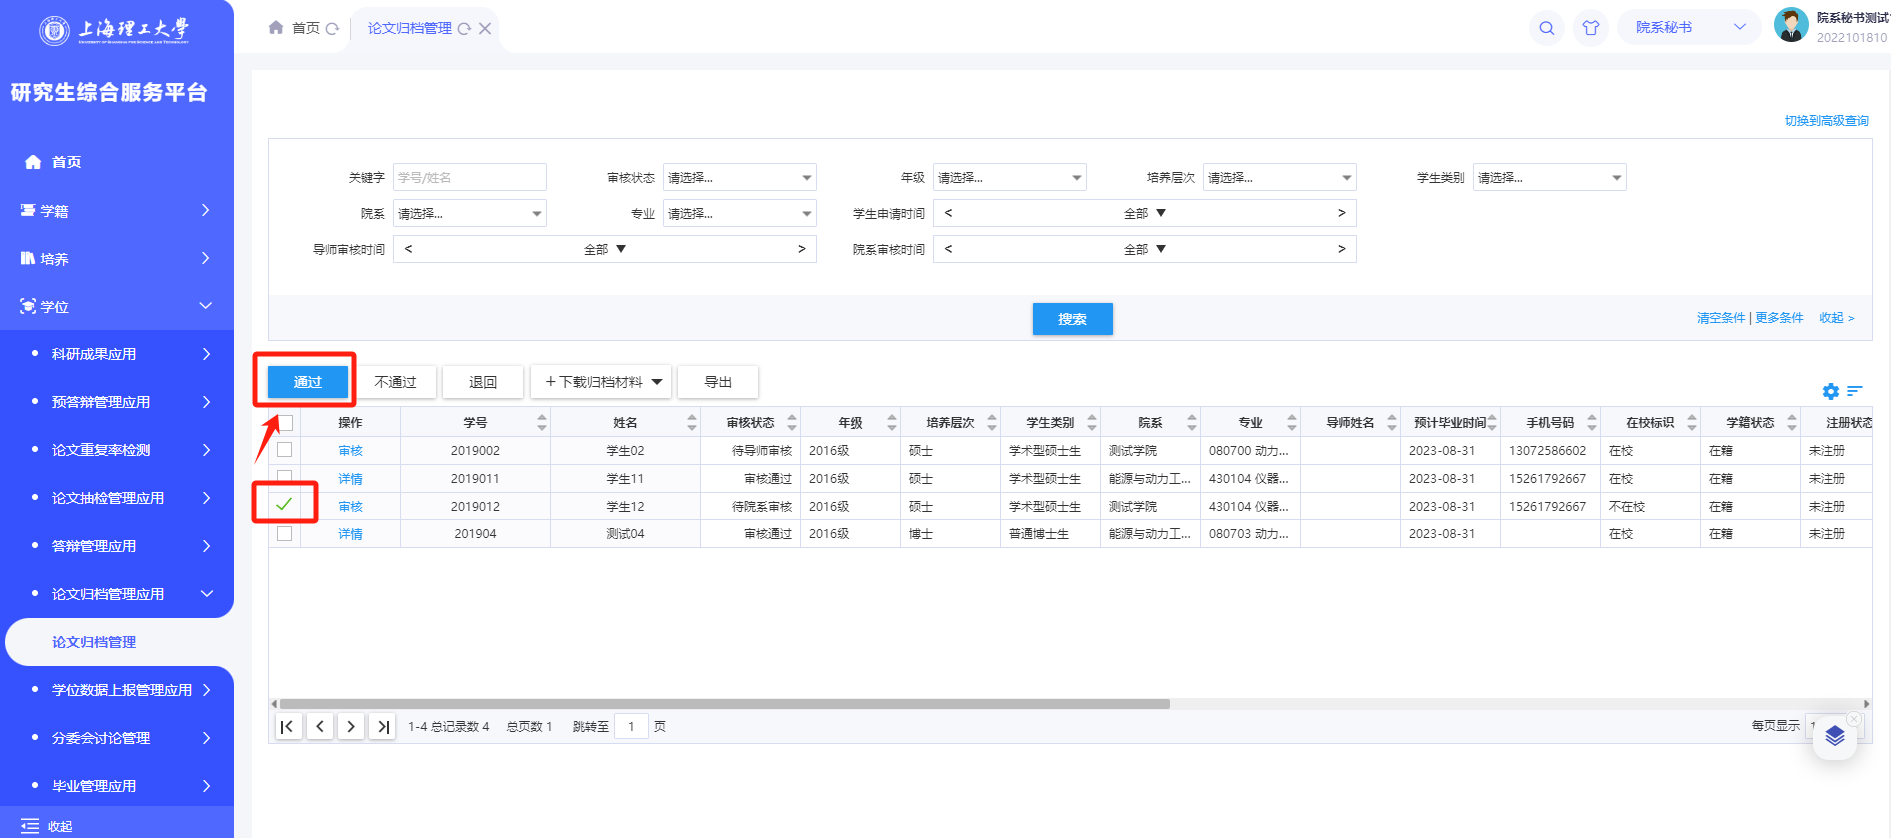 上海理工大学
UNIVERSITY OF SHANGHAI FOR SCIENCE AND TECHNOLOGY
研究生综合服务平台
首页
学籍
培养
学位
科研成果应用
预答辩管理应用
论文重复率检测
论文抽检管理应用
答辩管理应用
论文归档管理应用
论文归档管理
学位数据上报管理应用
分委会讨论管理
毕业管理应用
收起
首页 论文归档管理 院系秘书 院系秘书测试
2022101810
切换到高级查询
关键字 学号/姓名 审核状态 请选择... 年级 请选择... 培养层次 请选择... 学生类别 请选择...
院系 请选择... 专业 请选择... 学生申请时间 < 全部 ▼ >
导师审核时间 < 全部 ▼ > 院系审核时间 < 全部 ▼ >
搜索 清空条件 | 更多条件 收起 >
通过 不通过 退回 +下载归档材料 导出
操作 学号 姓名 审核状态 年级 培养层次 学生类别 院系 专业 导师姓名 预计毕业时间 手机号码 在校标识 学籍状态 注册状态
审核 2019002 学生02 待导师审核 2016级 硕士 学术型硕士生 测试学院 080700 动力... 2023-08-31 13072586602 在校 在籍 未注册
详情 2019011 学生11 审核通过 2016级 硕士 学术型硕士生 能源与动力工... 430104 仪器... 2023-08-31 15261792667 在校 在籍 未注册
审核 2019012 学生12 待院系审核 2016级 硕士 学术型硕士生 测试学院 430104 仪器... 2023-08-31 15261792667 不在校 在籍 未注册
详情 201904 测试04 审核通过 2016级 博士 普通博士生 能源与动力工... 080703 动力... 2023-08-31 在校 在籍 未注册
1-4 总记录数 4 总页数 1 跳转至 1 页 每页显示